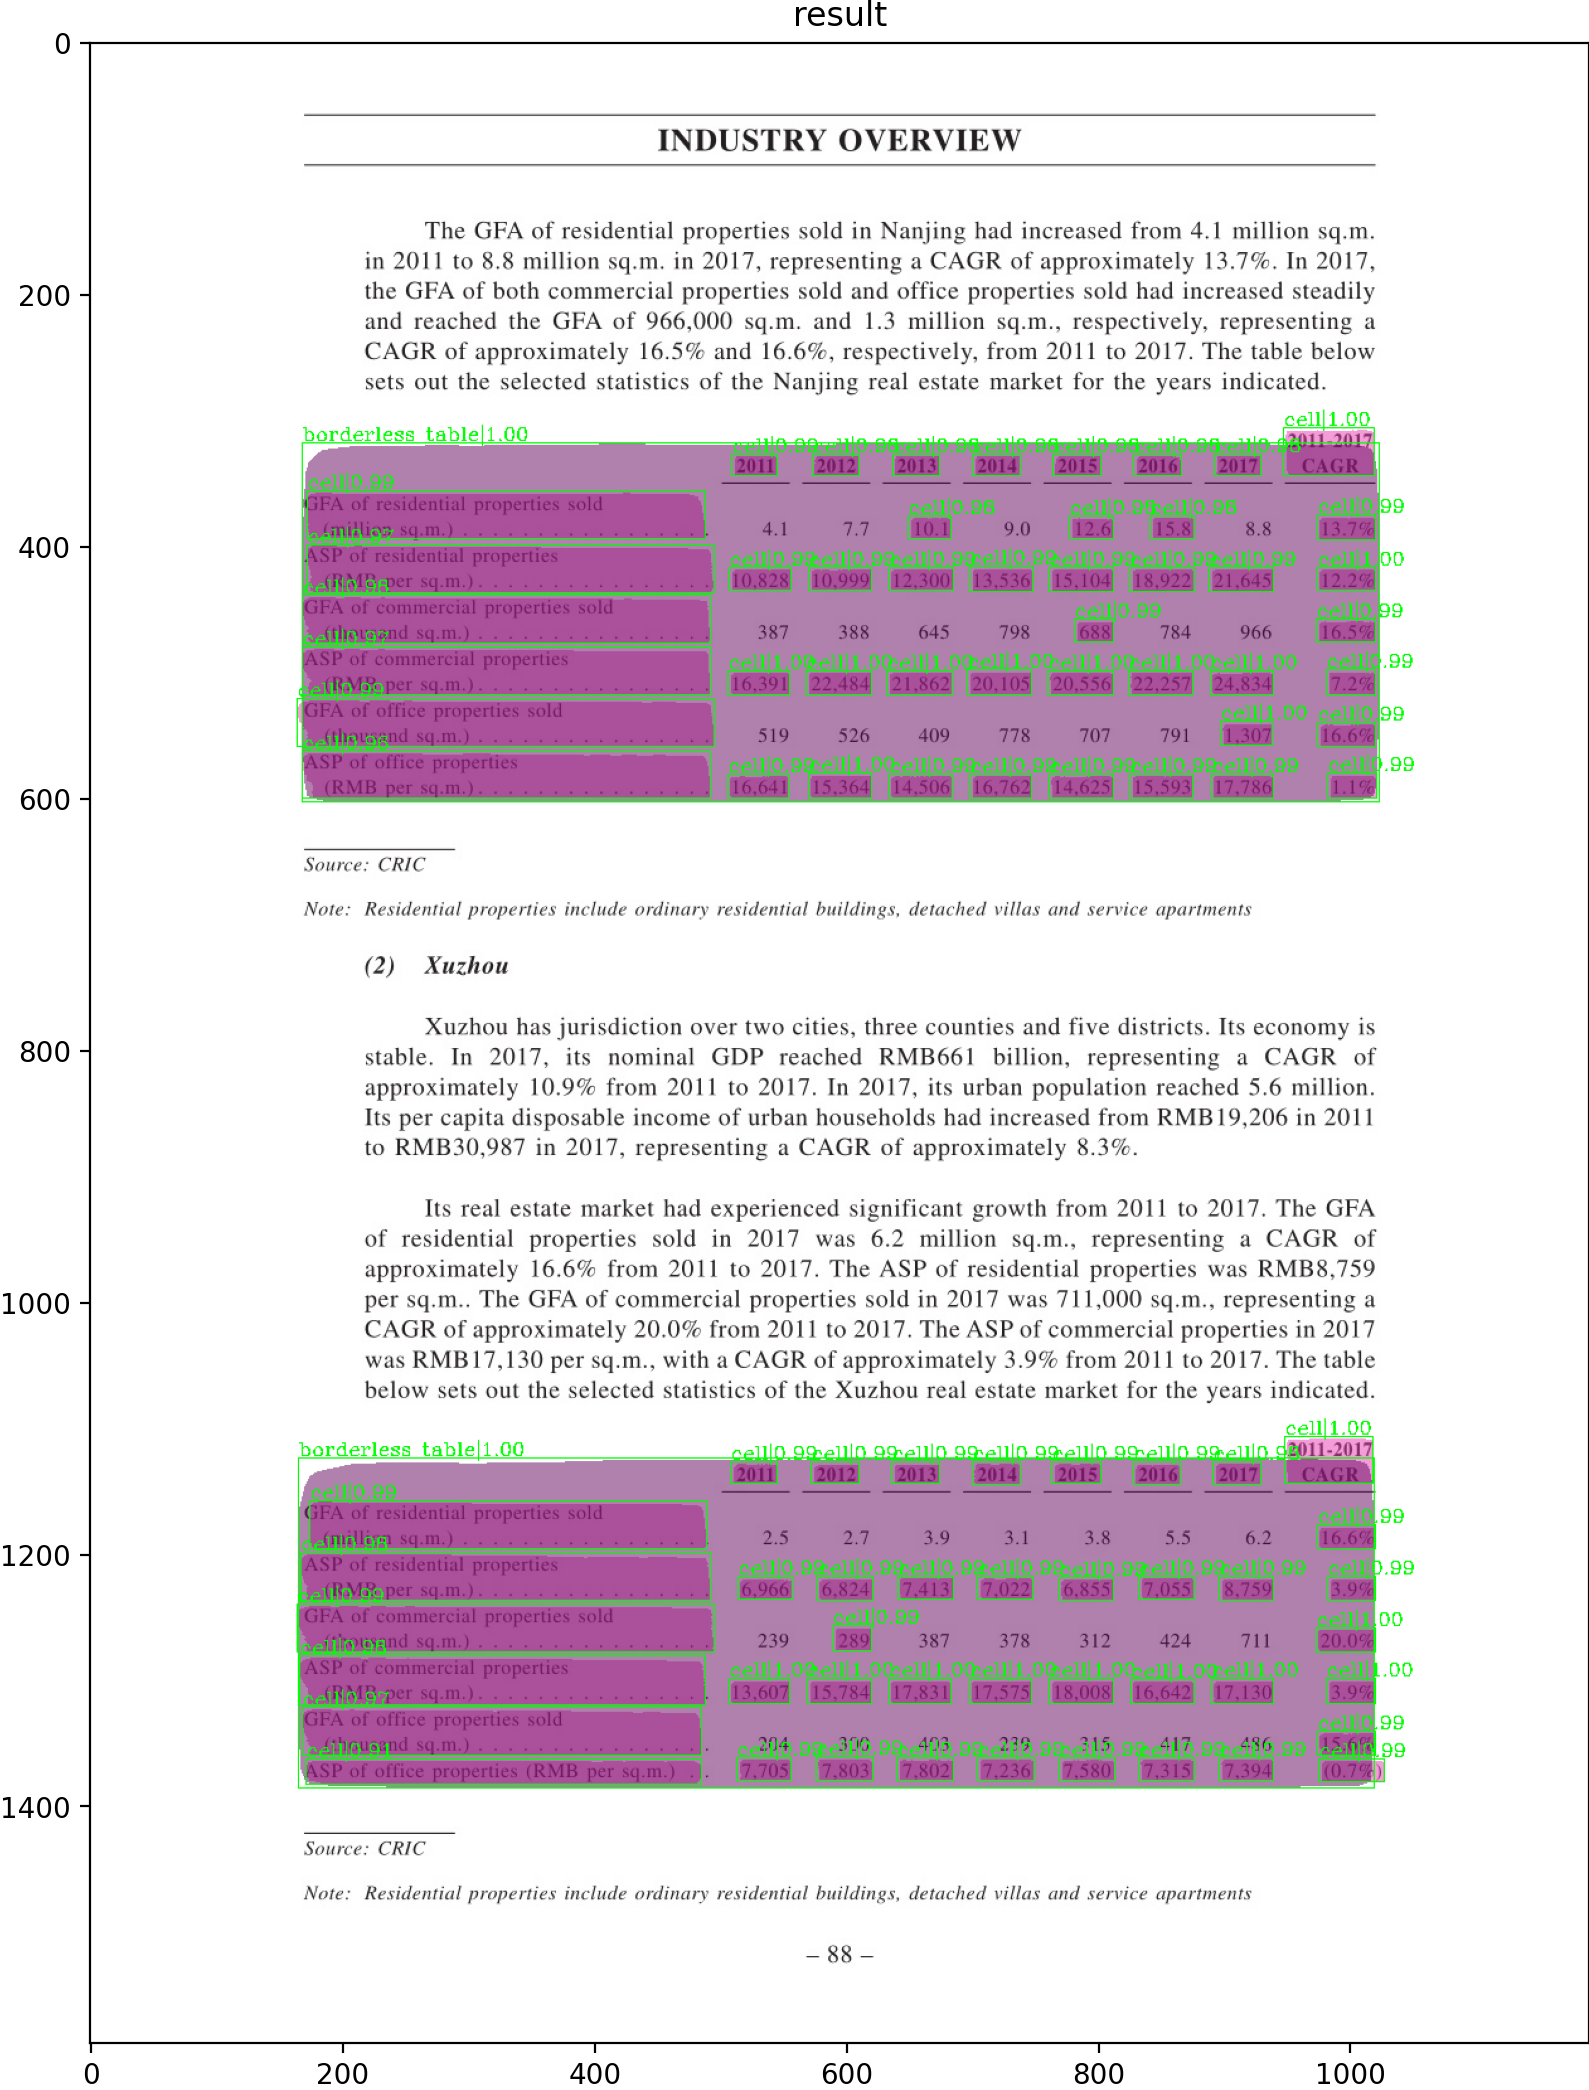 result
INDUSTRY OVERVIEW
The GFA of residential properties sold in Nanjing had increased from 4.1 million sq.m.
in 2011 to 8.8 million sq.m. in 2017, representing a CAGR of approximately 13.7%. In 2017,
the GFA of both commercial properties sold and office properties sold had increased steadily
and reached the GFA of 966,000 sq.m. and 1.3 million sq.m., respectively, representing a
CAGR of approximately 16.5% and 16.6%, respectively, from 2011 to 2017. The table below
sets out the selected statistics of the Nanjing real estate market for the years indicated.
cell|1.00
borderless table|1.00
2011-2017
2011 2012 2013 2014 2015 2016 2017 CAGR
GFA of residential properties sold
(million sq.m.) 4.1 7.7 10.1 9.0 12.6 15.8 8.8 13.7%
ASP of residential properties
(RMB per sq.m.) 10,828 10,999 12,300 13,536 15,104 18,922 21,645 12.2%
GFA of commercial properties sold
(thousand sq.m.) 387 388 645 798 688 784 966 16.5%
ASP of commercial properties
(RMB per sq.m.) 16,391 22,484 21,862 20,105 20,556 22,257 24,834 7.2%
GFA of office properties sold
(thousand sq.m.) 519 526 409 778 707 791 1,307 16.6%
ASP of office properties
(RMB per sq.m.) 16,641 15,364 14,506 16,762 14,625 15,593 17,786 1.1%
Source: CRIC
Note: Residential properties include ordinary residential buildings, detached villas and service apartments
(2) Xuzhou
Xuzhou has jurisdiction over two cities, three counties and five districts. Its economy is
stable. In 2017, its nominal GDP reached RMB661 billion, representing a CAGR of
approximately 10.9% from 2011 to 2017. In 2017, its urban population reached 5.6 million.
Its per capita disposable income of urban households had increased from RMB19,206 in 2011
to RMB30,987 in 2017, representing a CAGR of approximately 8.3%.
Its real estate market had experienced significant growth from 2011 to 2017. The GFA
of residential properties sold in 2017 was 6.2 million sq.m., representing a CAGR of
approximately 16.6% from 2011 to 2017. The ASP of residential properties was RMB8,759
per sq.m.. The GFA of commercial properties sold in 2017 was 711,000 sq.m., representing a
CAGR of approximately 20.0% from 2011 to 2017. The ASP of commercial properties in 2017
was RMB17,130 per sq.m., with a CAGR of approximately 3.9% from 2011 to 2017. The table
below sets out the selected statistics of the Xuzhou real estate market for the years indicated.
cell|1.00
borderless table|1.00
2011-2017
2011 2012 2013 2014 2015 2016 2017 CAGR
GFA of residential properties sold
(million sq.m.) 2.5 2.7 3.9 3.1 3.8 5.5 6.2 16.6%
ASP of residential properties
(RMB per sq.m.) 6,966 6,824 7,413 7,022 6,855 7,055 8,759 3.9%
GFA of commercial properties sold
(thousand sq.m.) 239 289 387 378 312 424 711 20.0%
ASP of commercial properties
(RMB per sq.m.) 13,607 15,784 17,831 17,575 18,008 16,642 17,130 3.9%
GFA of office properties sold
(thousand sq.m.) 204 403 315 417 486 15.6%
ASP of office properties (RMB per sq.m.) 7,705 7,803 7,802 7,236 7,580 7,315 7,394 (0.7%)
Source: CRIC
Note: Residential properties include ordinary residential buildings, detached villas and service apartments
– 88 –
0
200
400
600
800
1000
1200
1400
0 200 400 600 800 1000